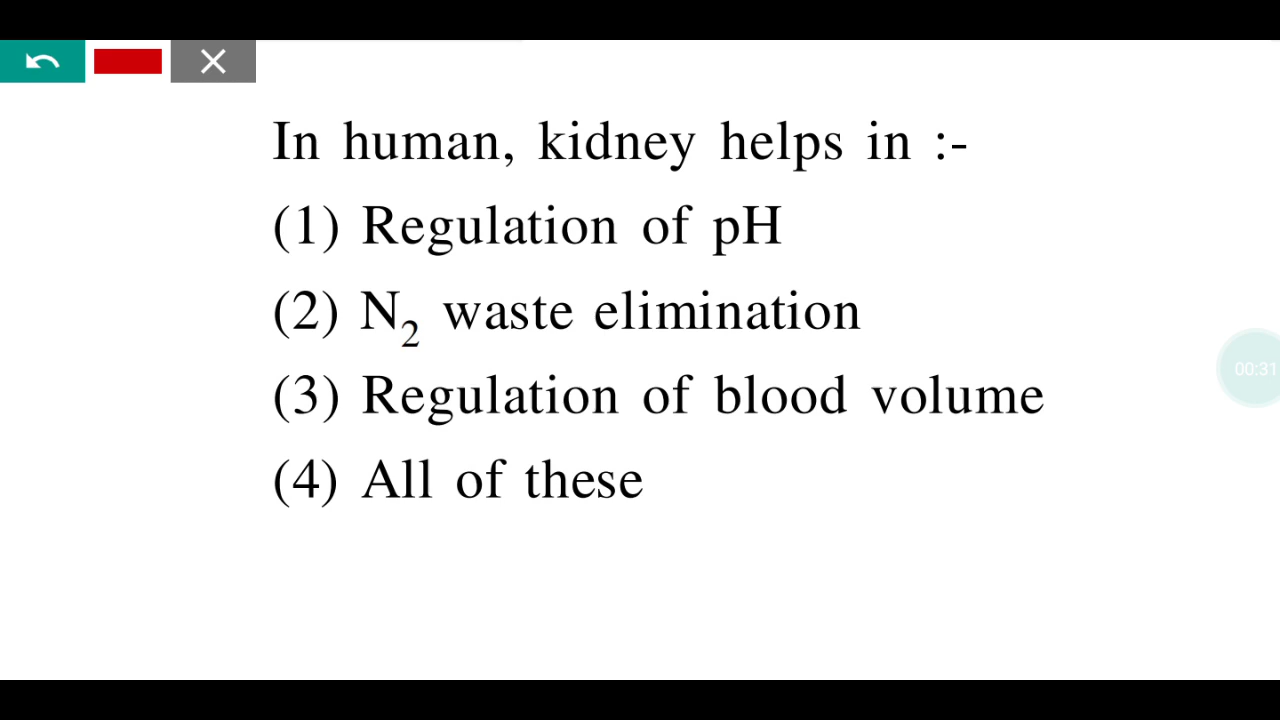 In human, kidney helps in :-
(1) Regulation of pH
(2) N₂ waste elimination
(3) Regulation of blood volume
(4) All of these
00:31